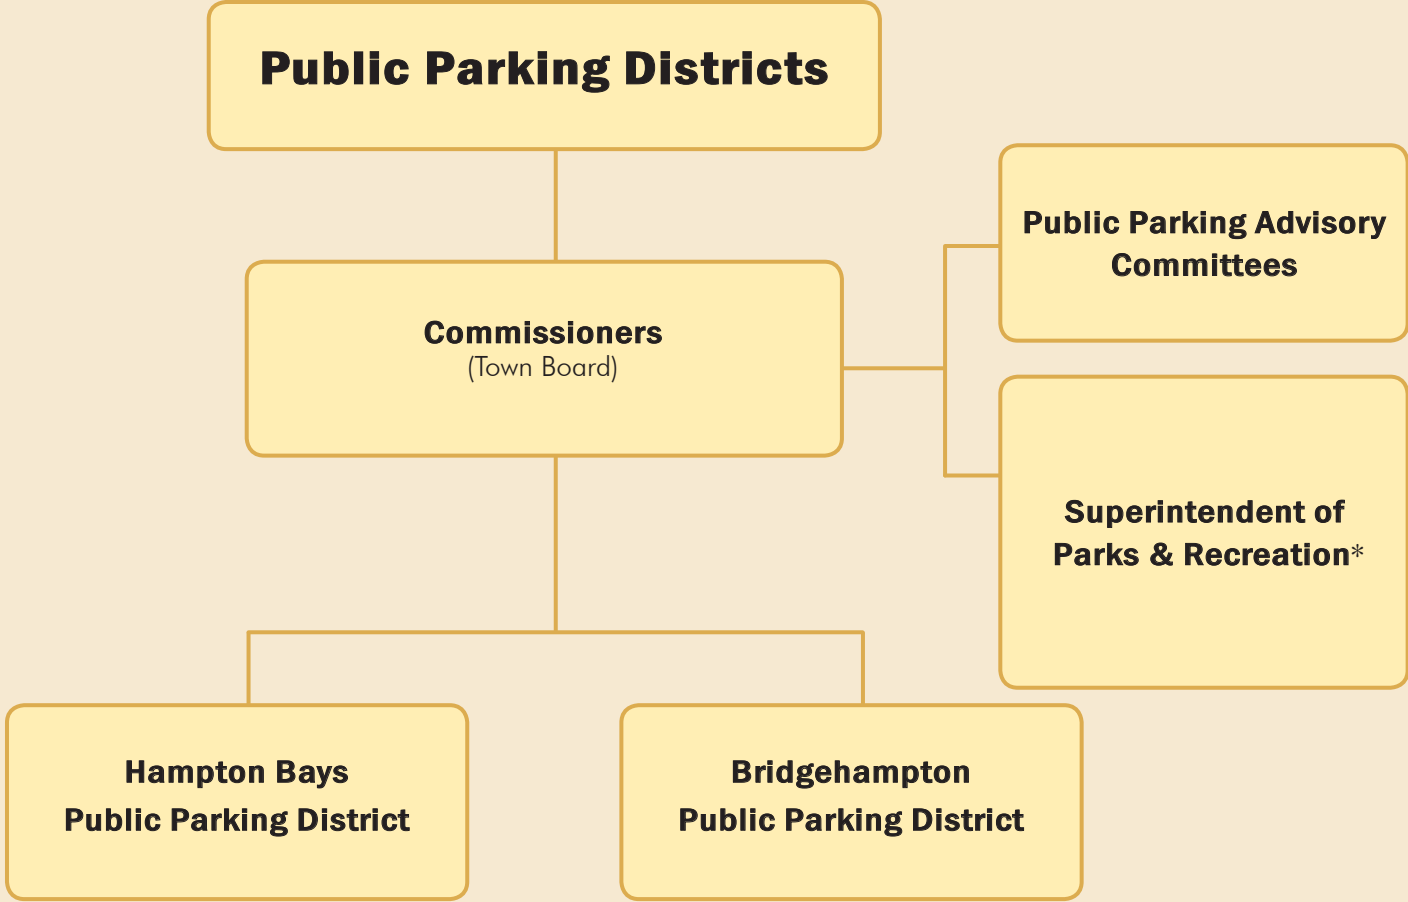 Public Parking Districts
Public Parking Advisory
Committees
Commissioners
(Town Board)
Superintendent of
Parks & Recreation*
Hampton Bays
Public Parking District
Bridgehampton
Public Parking District